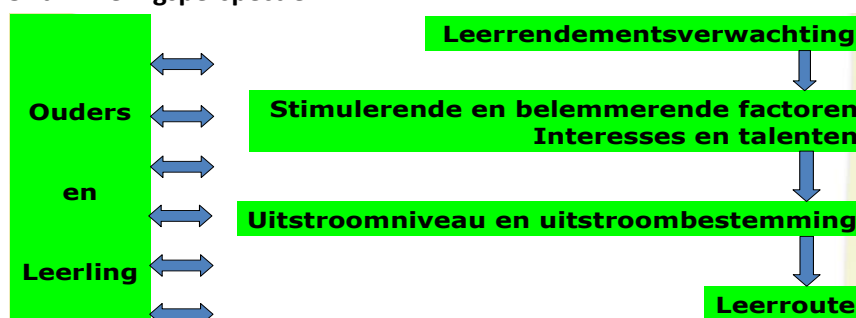 Leerrendementsverwachting
Ouders
en
Leerling
Stimulerende en belemmerende factoren
Interesses en talenten
Uitstroomniveau en uitstroombestemming
Leerroute